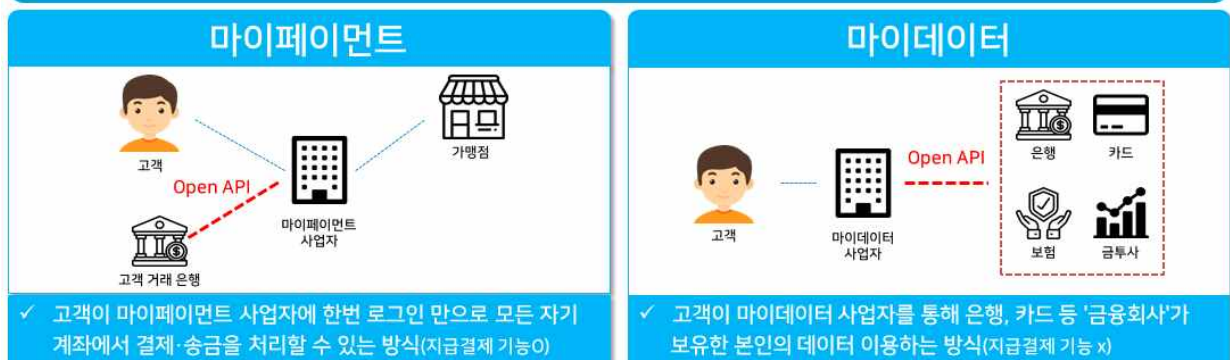 마이페이먼트
고객
가맹점
Open API
마이페이먼트
사업자
고객 거래 은행
✓ 고객이 마이페이먼트 사업자에 한번 로그인 만으로 모든 자기
계좌에서 결제·송금을 처리할 수 있는 방식(지급결제 기능O)
마이데이터
은행
카드
Open API
고객
마이데이터
사업자
보험
금투사
✓ 고객이 마이데이터 사업자를 통해 은행, 카드 등 '금융회사'가
보유한 본인의 데이터 이용하는 방식(지급결제 기능 x)